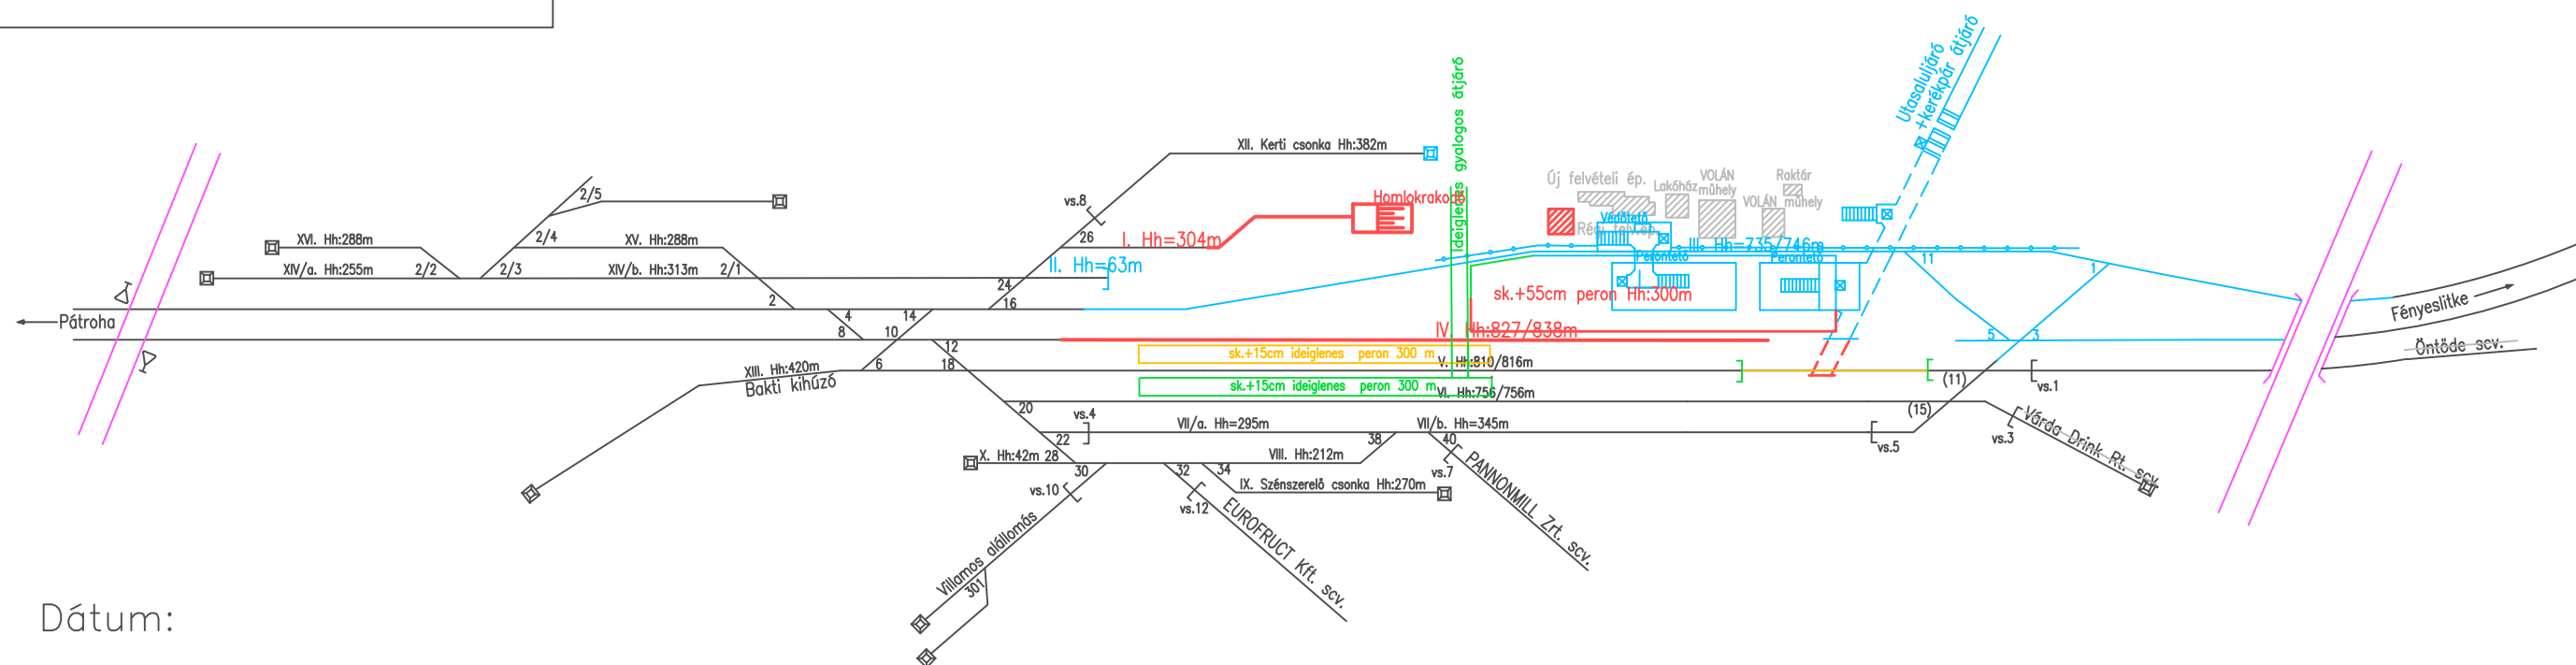 Utasaluljáró
+kerékpár átjáró
Ideiglenes gyalogos átjáró
XII. Kerti csonka Hh:382m
Új felvételi ép.
Lakóház
VOLÁN
műhely
Raktár
VOLÁN műhely
Régi felv.ép.
Védőtető
Homlokrakodó
vs.8
2/5
2/4
XVI. Hh:288m
XV. Hh:288m
26
I. Hh=304m
III. Hh=735/746m
XIV/a. Hh:255m
2/2
2/3
XIV/b. Hh:313m
2/1
II. Hh=63m
Perontető
Perontető
11
1
24
16
2
4
14
sk.+55cm peron Hh:300m
Pátroha
8
10
12
IV. Hh:827/838m
5
3
Fényeslitke
Öntöde scv.
sk.+15cm ideiglenes peron 300 m
V. Hh:810/816m
XIII. Hh:420m
Bakti kihúzó
6
18
(11)
vs.1
sk.+15cm ideiglenes peron 300 m
VI. Hh:756/756m
20
vs.4
(15)
Várda Drink Rt. scv.
vs.3
22
VII/a. Hh=295m
38
VII/b. Hh=345m
40
vs.5
X. Hh:42m
28
30
VIII. Hh:212m
32
34
vs.7
PANNONMILL Zrt. scv.
vs.10
IX. Szénszerelő csonka Hh:270m
vs.12
EUROFRUCT Kft. scv.
Villamos alállomás
301
Dátum: